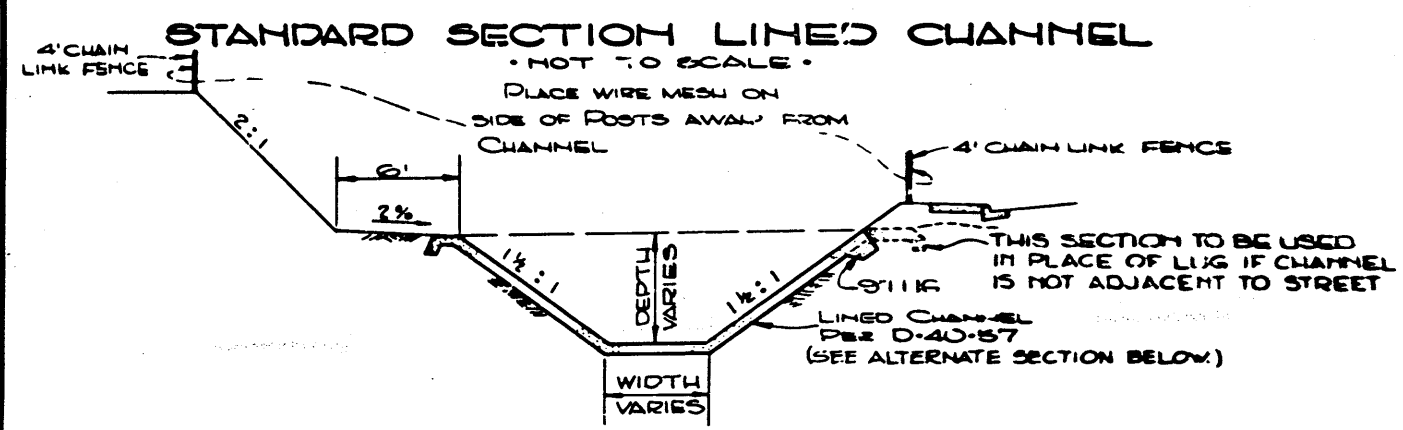 STANDARD SECTION LINED CHANNEL
• NOT TO SCALE •
4' CHAIN
LINK FENCE
PLACE WIRE MESH ON
SIDE OF POSTS AWAY FROM
CHANNEL
2:1
6'
2%
4' CHAIN LINK FENCE
1½:1
DEPTH
VARIES
1½:1
THIS SECTION TO BE USED
IN PLACE OF LUG IF CHANNEL
IS NOT ADJACENT TO STREET
LINED CHANNEL
PER D-40-57
(SEE ALTERNATE SECTION BELOW.)
WIDTH
VARIES